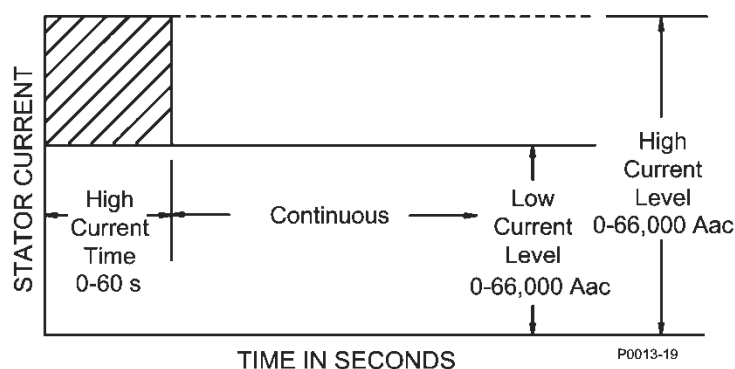 STATOR CURRENT
High
Current
Time
0-60 s
Continuous
Low
Current
Level
0-66,000 Aac
High
Current
Level
0-66,000 Aac
TIME IN SECONDS
P0013-19